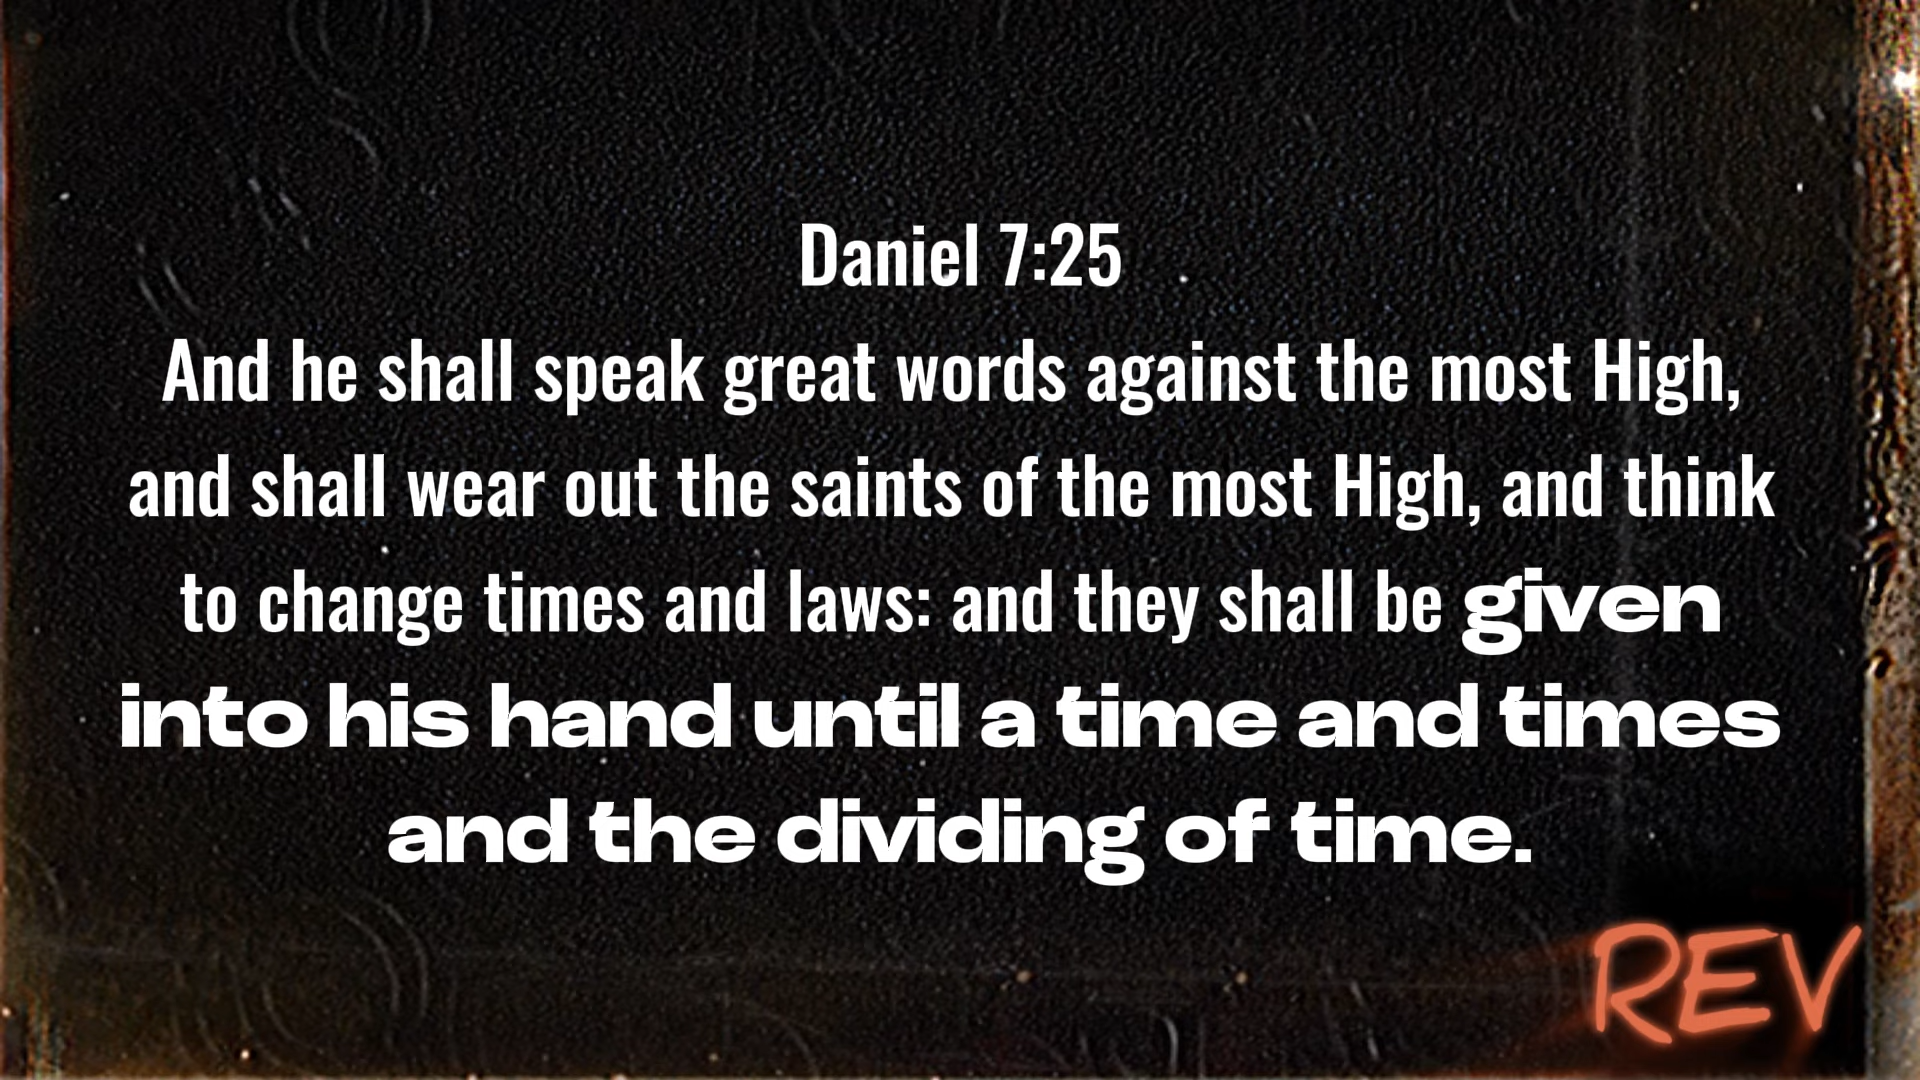 Daniel 7:25
And he shall speak great words against the most High,
and shall wear out the saints of the most High, and think
to change times and laws: and they shall be given
into his hand until a time and times
and the dividing of time.
REV